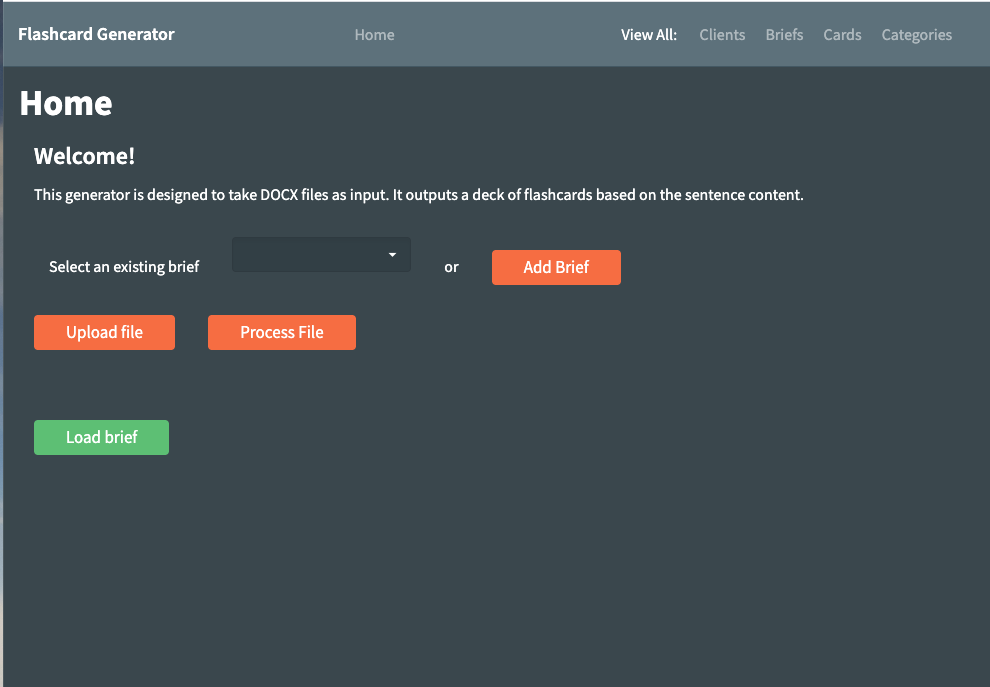 Flashcard Generator Home View All: Clients Briefs Cards Categories
Home
Welcome!
This generator is designed to take DOCX files as input. It outputs a deck of flashcards based on the sentence content.
Select an existing brief or Add Brief
Upload file Process File
Load brief